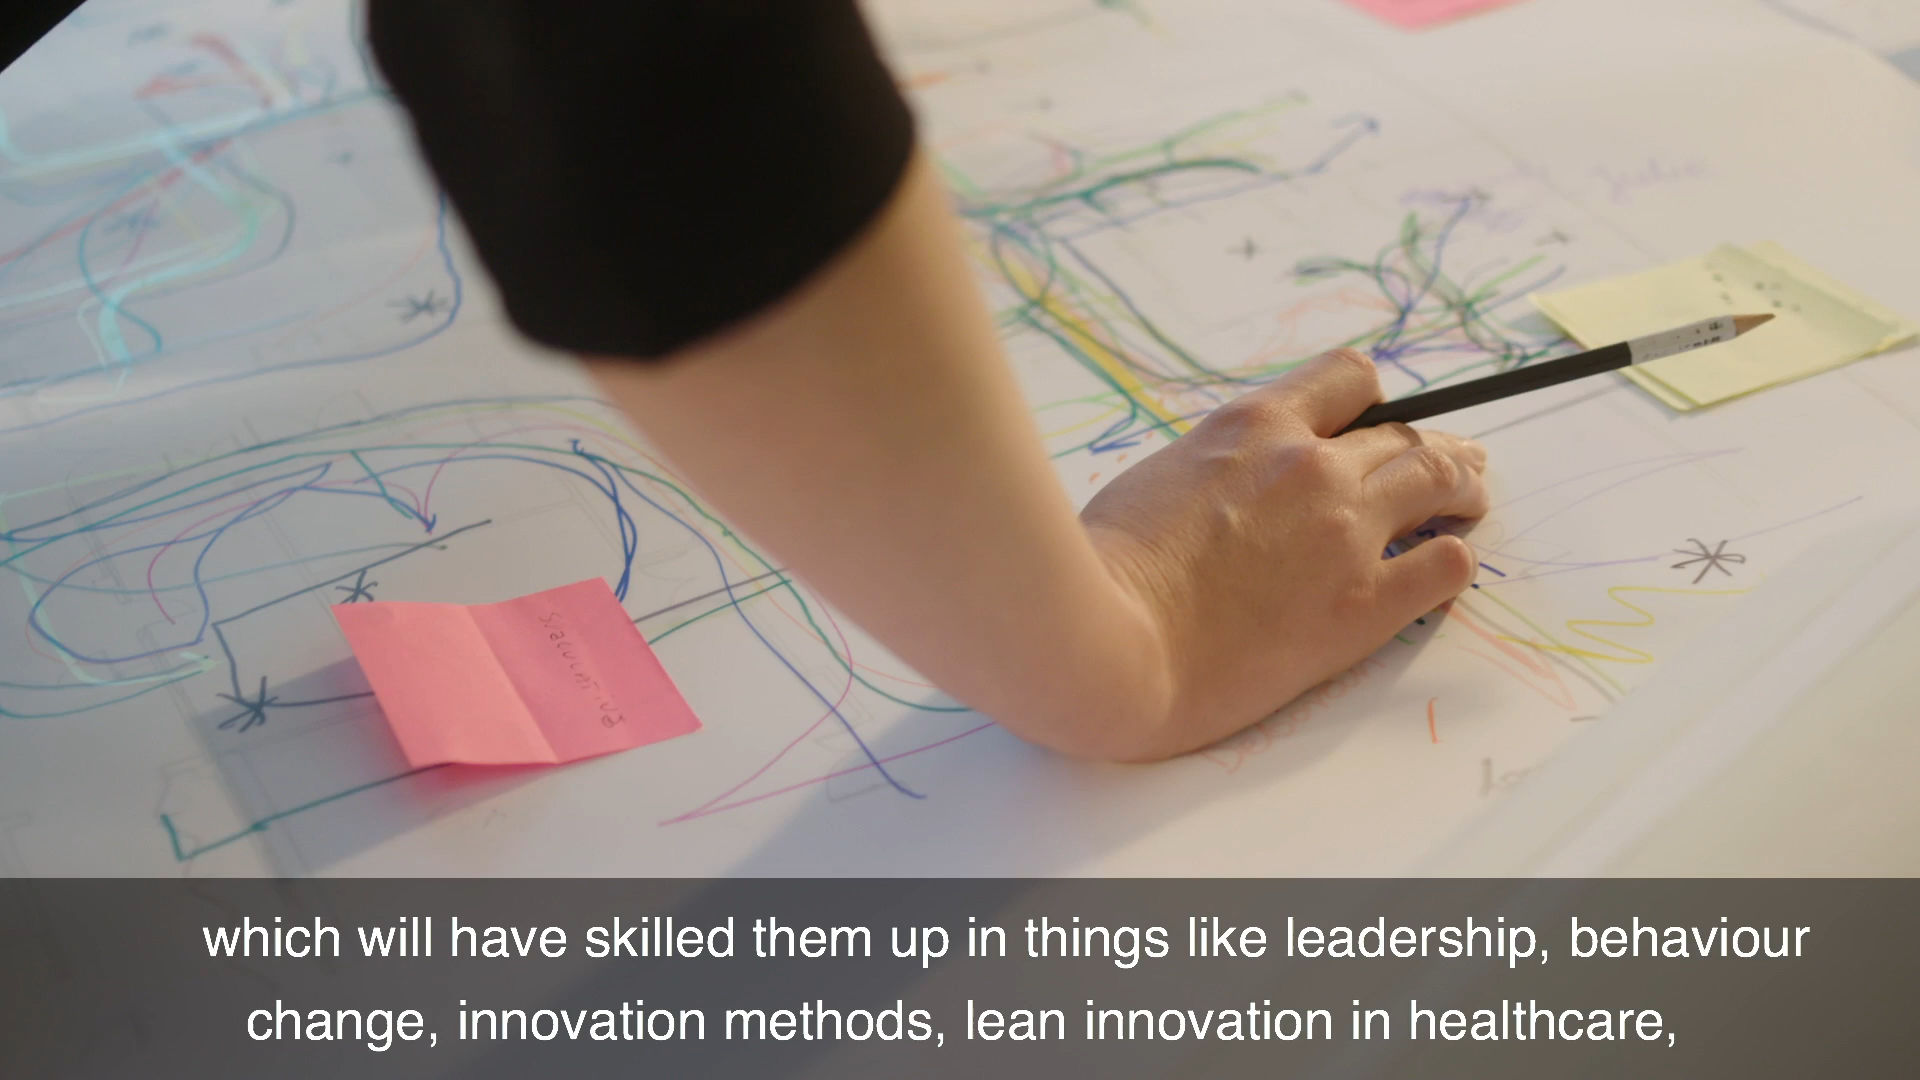 which will have skilled them up in things like leadership, behaviour
change, innovation methods, lean innovation in healthcare,